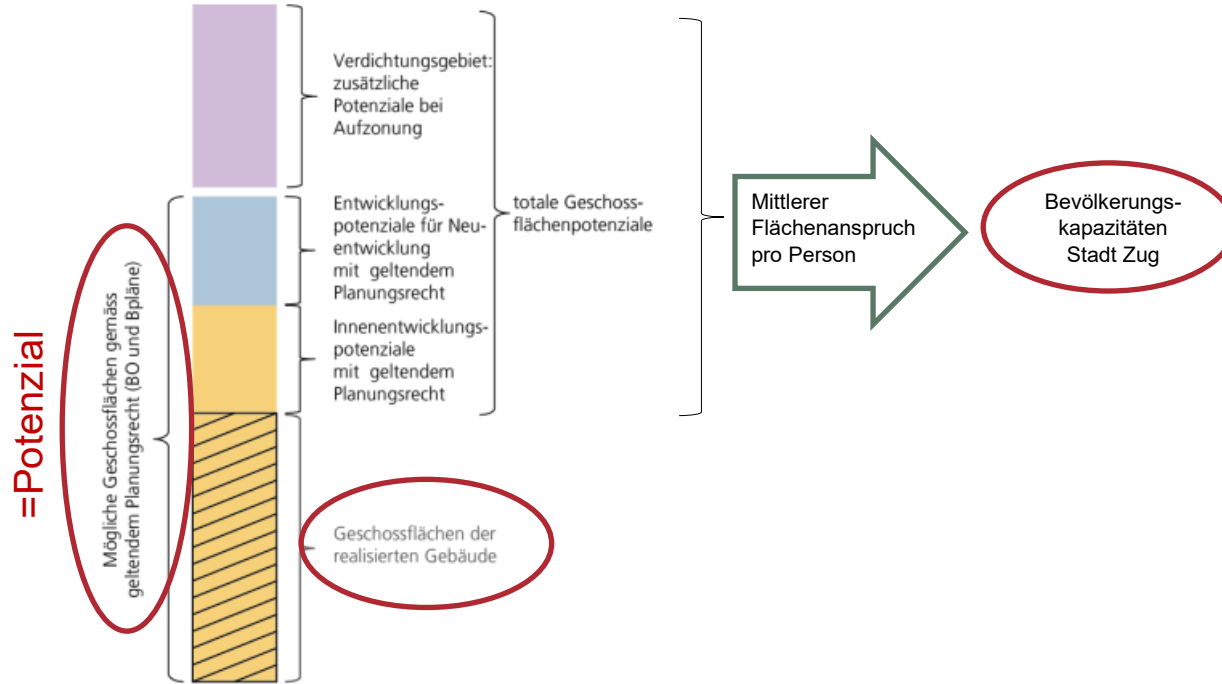 =Potenzial
Mögliche Geschossflächen gemäss
geltendem Planungsrecht (BO und Bpläne)
Verdichtungsgebiet:
zusätzliche
Potenziale bei
Aufzonung
Entwicklungs-
potenziale für Neu-
entwicklung
mit geltendem
Planungsrecht
Innenentwicklungs-
potenziale
mit geltendem
Planungsrecht
Geschossflächen der
realisierten Gebäude
totale Geschoss-
flächenpotenziale
Mittlerer
Flächenanspruch
pro Person
Bevölkerungs-
kapazitäten
Stadt Zug